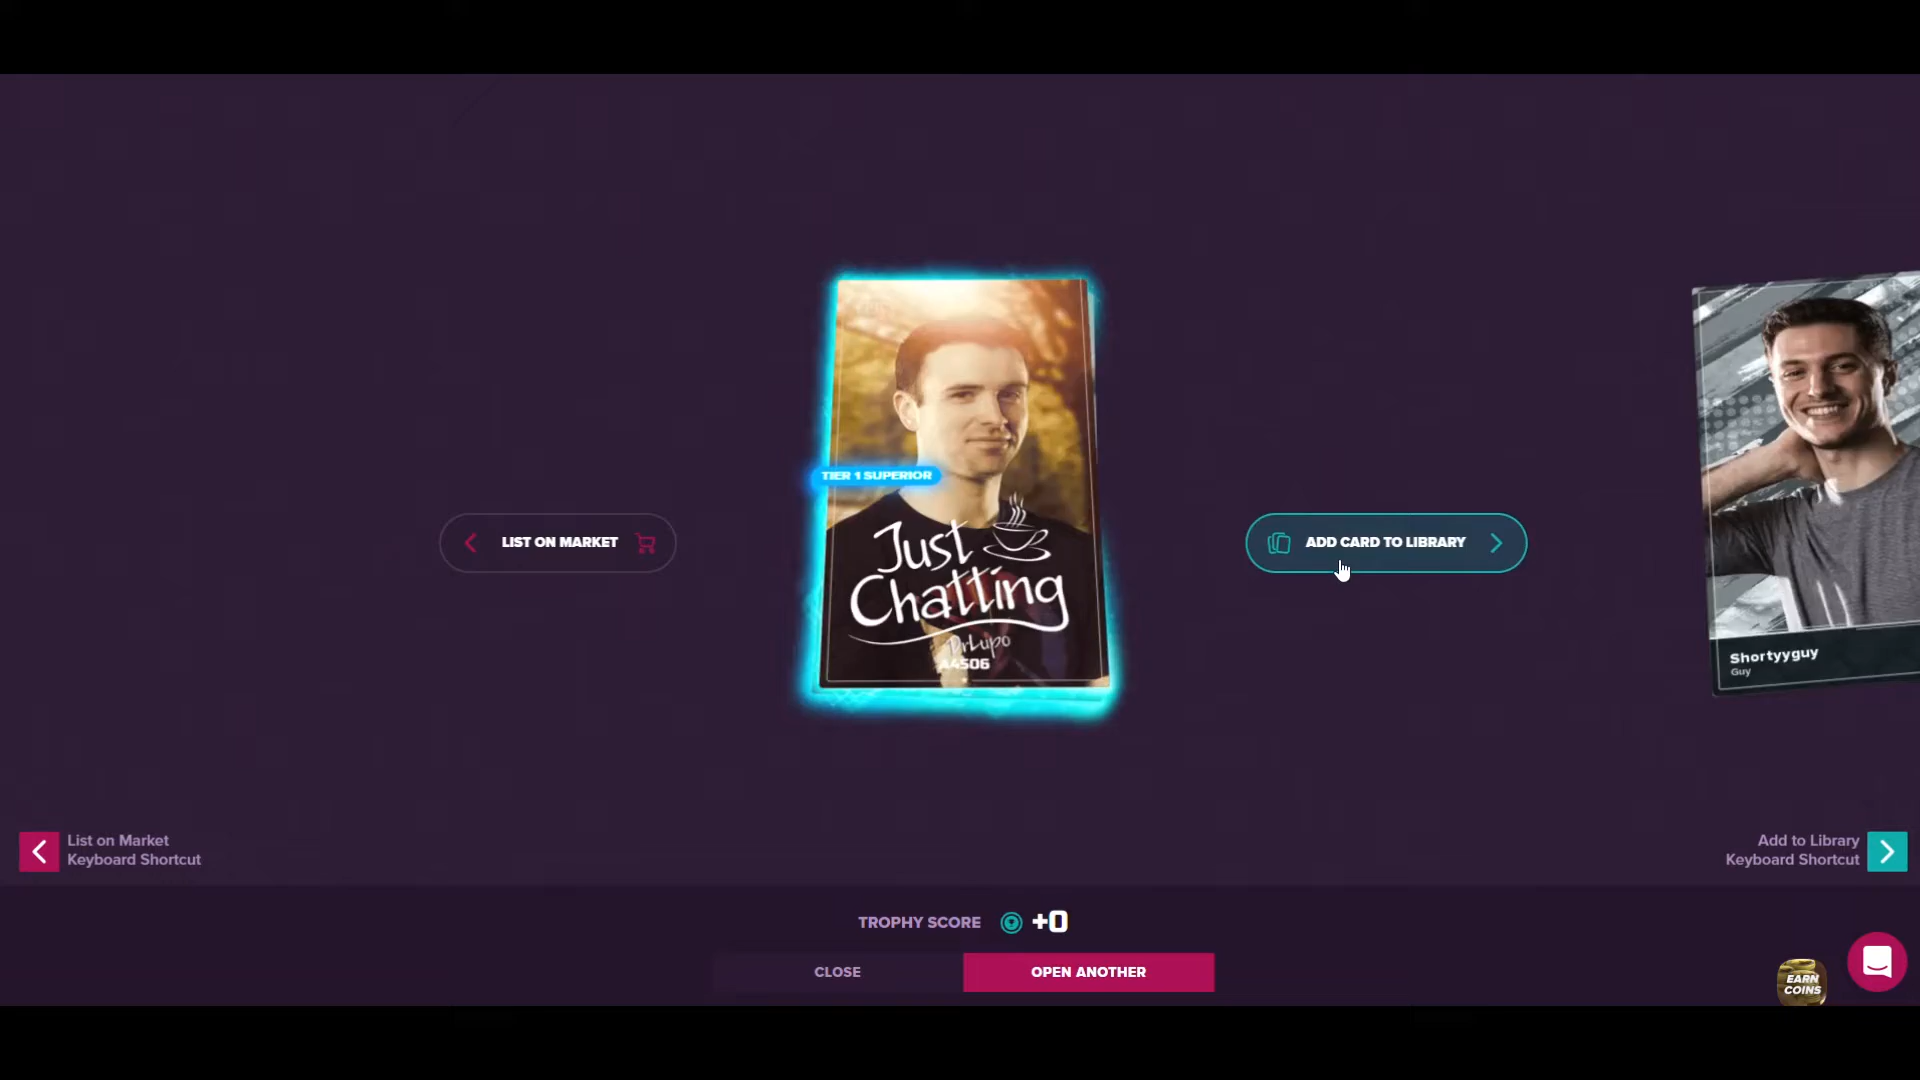 TIER 1 SUPERIOR
Just
Chatting
DrLupo
A4506
LIST ON MARKET
ADD CARD TO LIBRARY
Shortyyguy
Guy
List on Market
Keyboard Shortcut
Add to Library
Keyboard Shortcut
TROPHY SCORE +0
CLOSE
OPEN ANOTHER
EARN
COINS